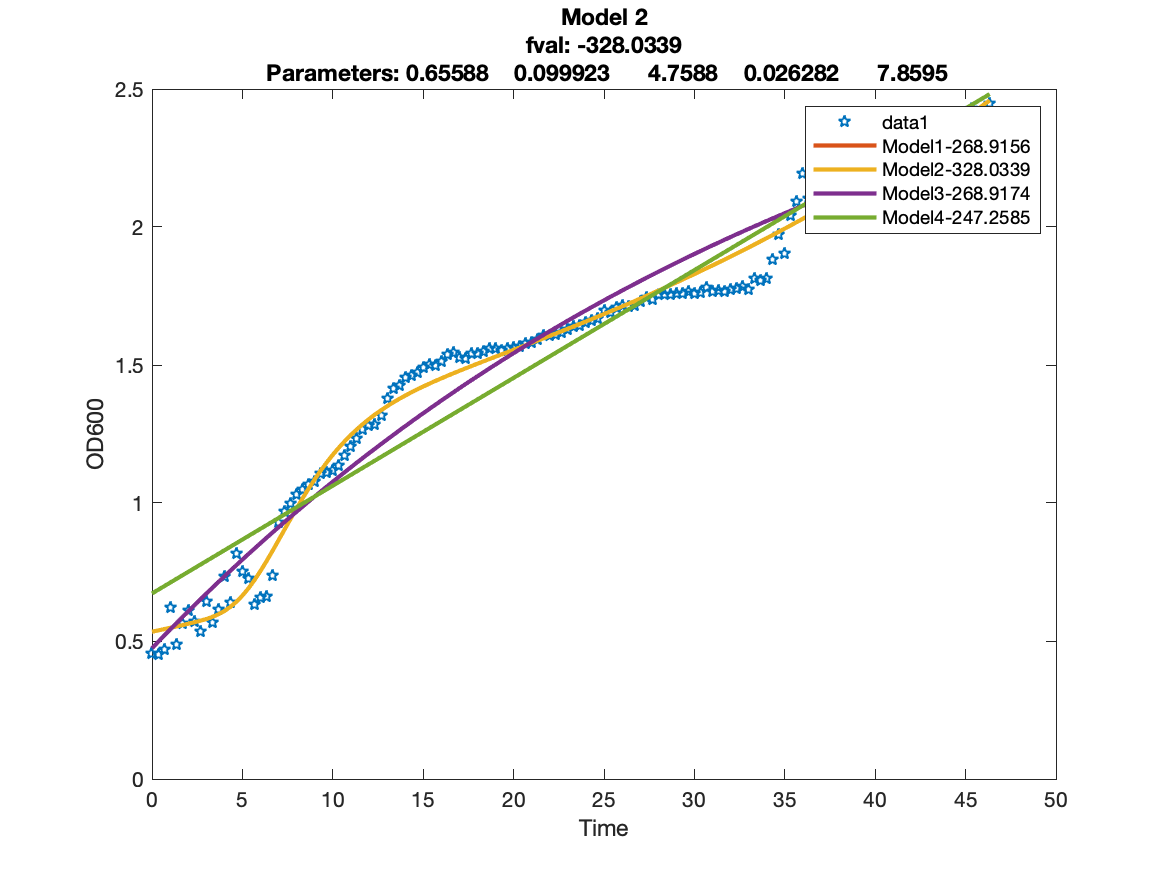 Model 2
fval: -328.0339
Parameters: 0.65588 0.099923 4.7588 0.026282 7.8595
2.5
2
1.5
1
0.5
0
OD600
data1
Model1-268.9156
Model2-328.0339
Model3-268.9174
Model4-247.2585
0 5 10 15 20 25 30 35 40 45 50
Time